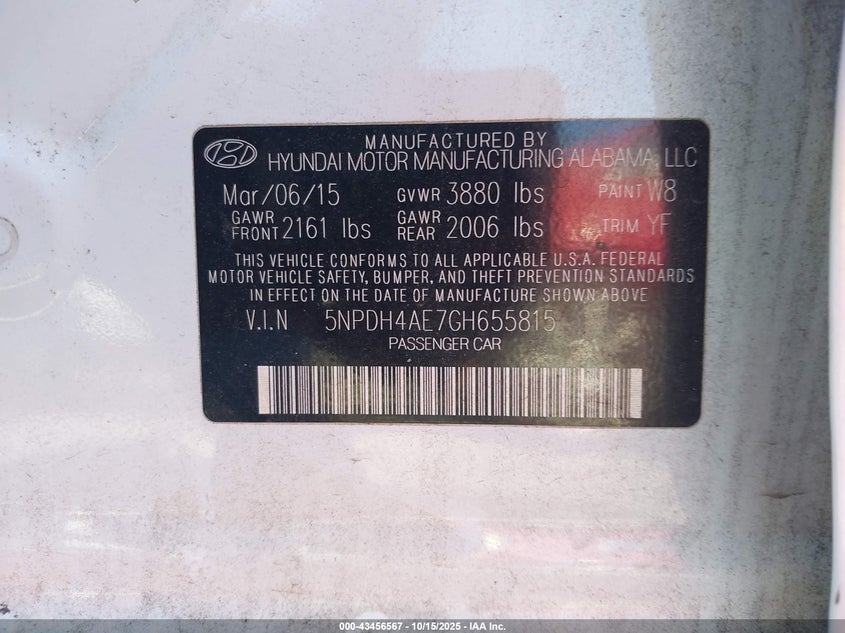 MANUFACTURED BY
HYUNDAI MOTOR MANUFACTURING ALABAMA, LLC
Mar/06/15 GVWR 3880 lbs PAINT W8
GAWR FRONT 2161 lbs GAWR REAR 2006 lbs TRIM YF
THIS VEHICLE CONFORMS TO ALL APPLICABLE U.S.A. FEDERAL
MOTOR VEHICLE SAFETY, BUMPER, AND THEFT PREVENTION STANDARDS
IN EFFECT ON THE DATE OF MANUFACTURE SHOWN ABOVE
V.I.N 5NPDH4AE7GH655815
PASSENGER CAR
000-43456567 - 10/15/2025 - IAA Inc.